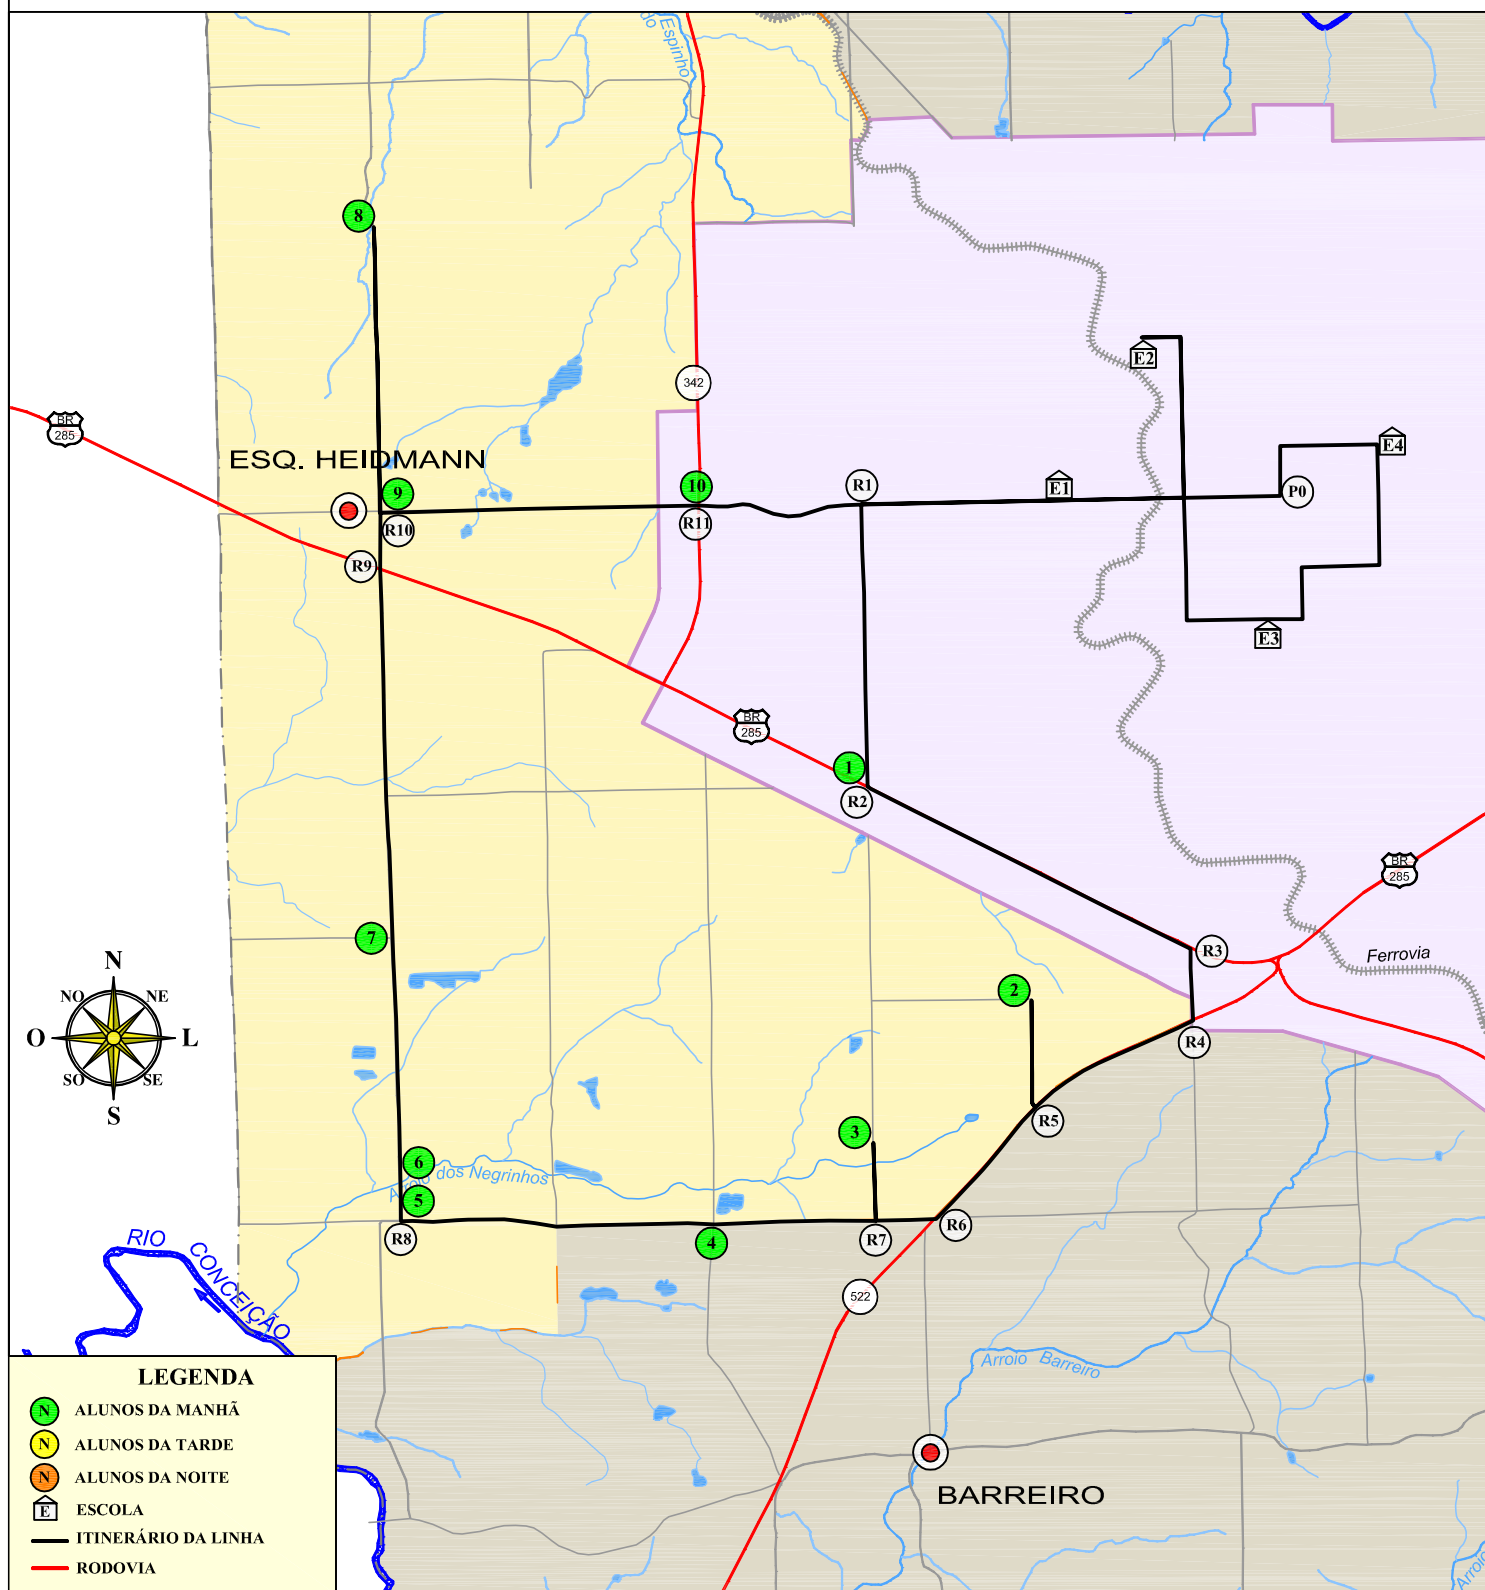 do
Espinho
8
342
E2
BR
285
ESQ. HEIDMANN
E4
9
10
R1
E1
P0
R10
R11
R9
E3
BR
285
1
R2
BR
285
R3
Ferrovia
7
2
N
NO
NE
O
L
SO
SE
S
R4
R5
3
6
Arroio dos Negrinhos
5
R8
4
R7
R6
RIO
CONCEIÇÃO
522
Arroio Barreiro
BARREIRO
Arroio
LEGENDA
N ALUNOS DA MANHÃ
N ALUNOS DA TARDE
N ALUNOS DA NOITE
E ESCOLA
ITINERÁRIO DA LINHA
RODOVIA